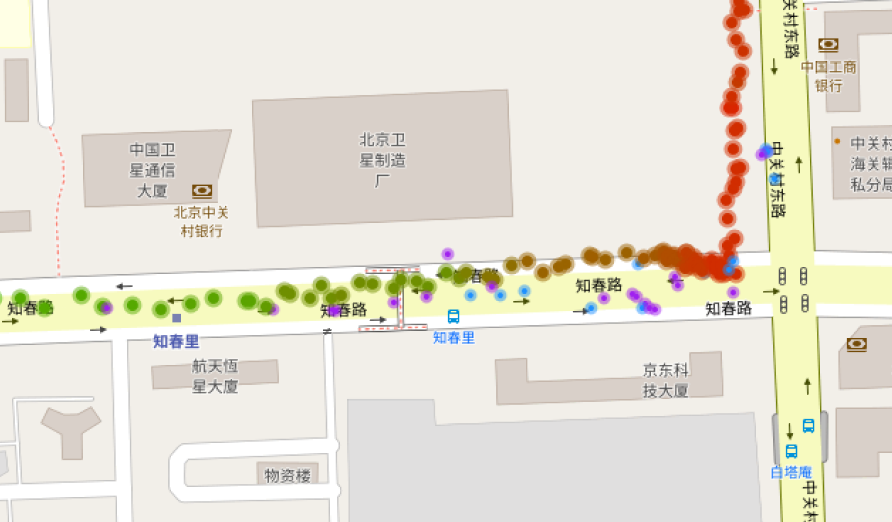 中关村东路
中国工商
银行
中国卫
星通信
大厦
北京卫
星制造
厂
中关村
海关缉
私分局
中关村东路
北京中关
村银行
知春路
知春路
知春路
知春路
知春路
知春里
知春里
航天恒
星大厦
京东科
技大厦
物资楼
白塔庵
中关村